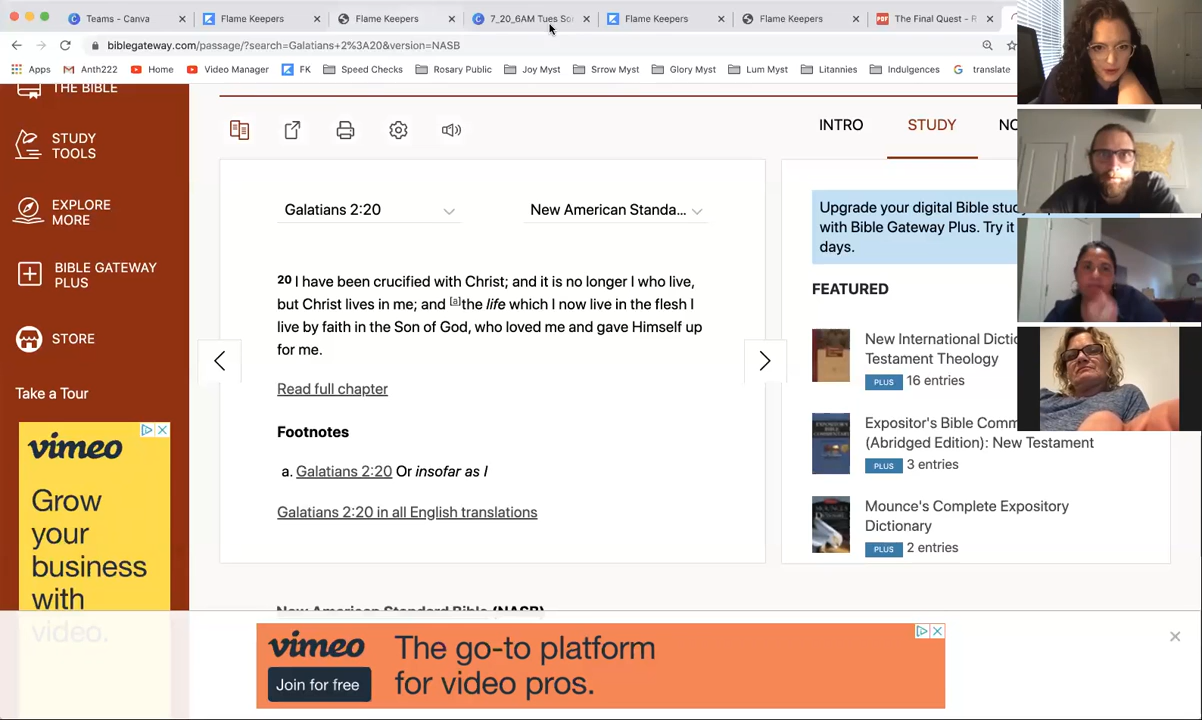 Teams - Canva
Flame Keepers
Flame Keepers
7_20_6AM Tues So
Flame Keepers
Flame Keepers
PDF The Final Quest - R
biblegateway.com/passage/?search=Galatians+2%3A20&version=NASB
Apps
Anth222
Home
Video Manager
FK
Speed Checks
Rosary Public
Joy Myst
Srrow Myst
Glory Myst
Lum Myst
Litannies
Indulgences
G translate
THE BIBLE
STUDY
TOOLS
EXPLORE
MORE
BIBLE GATEWAY
PLUS
STORE
Take a Tour
vimeo
Grow
your
business
with
video.
Galatians 2:20
New American Standa...
20 I have been crucified with Christ; and it is no longer I who live,
but Christ lives in me; and [a]the life which I now live in the flesh I
live by faith in the Son of God, who loved me and gave Himself up
for me.
Read full chapter
Footnotes
a. Galatians 2:20 Or insofar as I
Galatians 2:20 in all English translations
New American Standard Bible (NASB)
INTRO
STUDY
NO
Upgrade your digital Bible stu
with Bible Gateway Plus. Try it
days.
FEATURED
New International Dictio
Testament Theology
PLUS 16 entries
Expositor's Bible Comm
(Abridged Edition): New Testament
PLUS 3 entries
Mounce's Complete Expository
Dictionary
PLUS 2 entries
vimeo
Join for free
The go-to platform
for video pros.